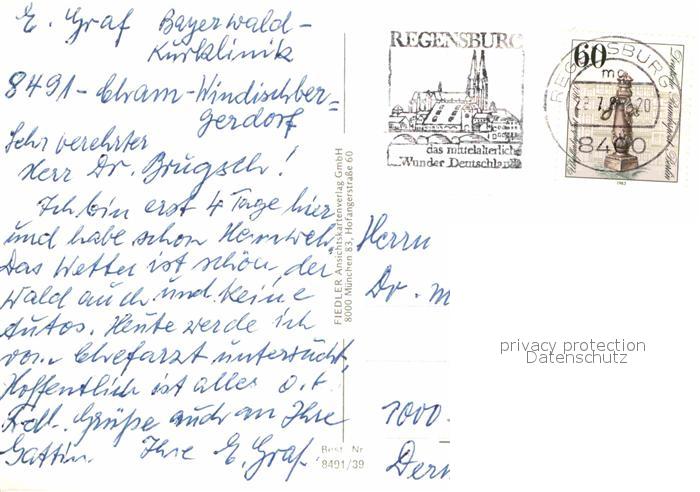 E. Graf Bayerwald-
Kurklinik
8491 - Cham-Windischber=
gerdorf
Sehr verehrter
Herr Dr. Brugsch!
Ich bin erst 4 Tage hier
und habe schon Heimweh.
Das Wetter ist schön, der
Wald auch und keine
Autos. Heute werde ich
vom Chefarzt untersucht,
Hoffentlich ist alles o.k.
Frdl. Grüße auch an Ihre
Gattin. Ihre E. Graf.
FIEDLER Ansichtskartenverlag GmbH
8000 München 83, Hofangerstraße 60
Best. Nr.
8491/39
REGENSBURG
das mittelalterliche
Wunder Deutschlands
60
Deutsche Bundespost Berlin
1983
REGENSBURG
mg
8400
Herrn
Dr. m
1000
privacy protection
Datenschutz